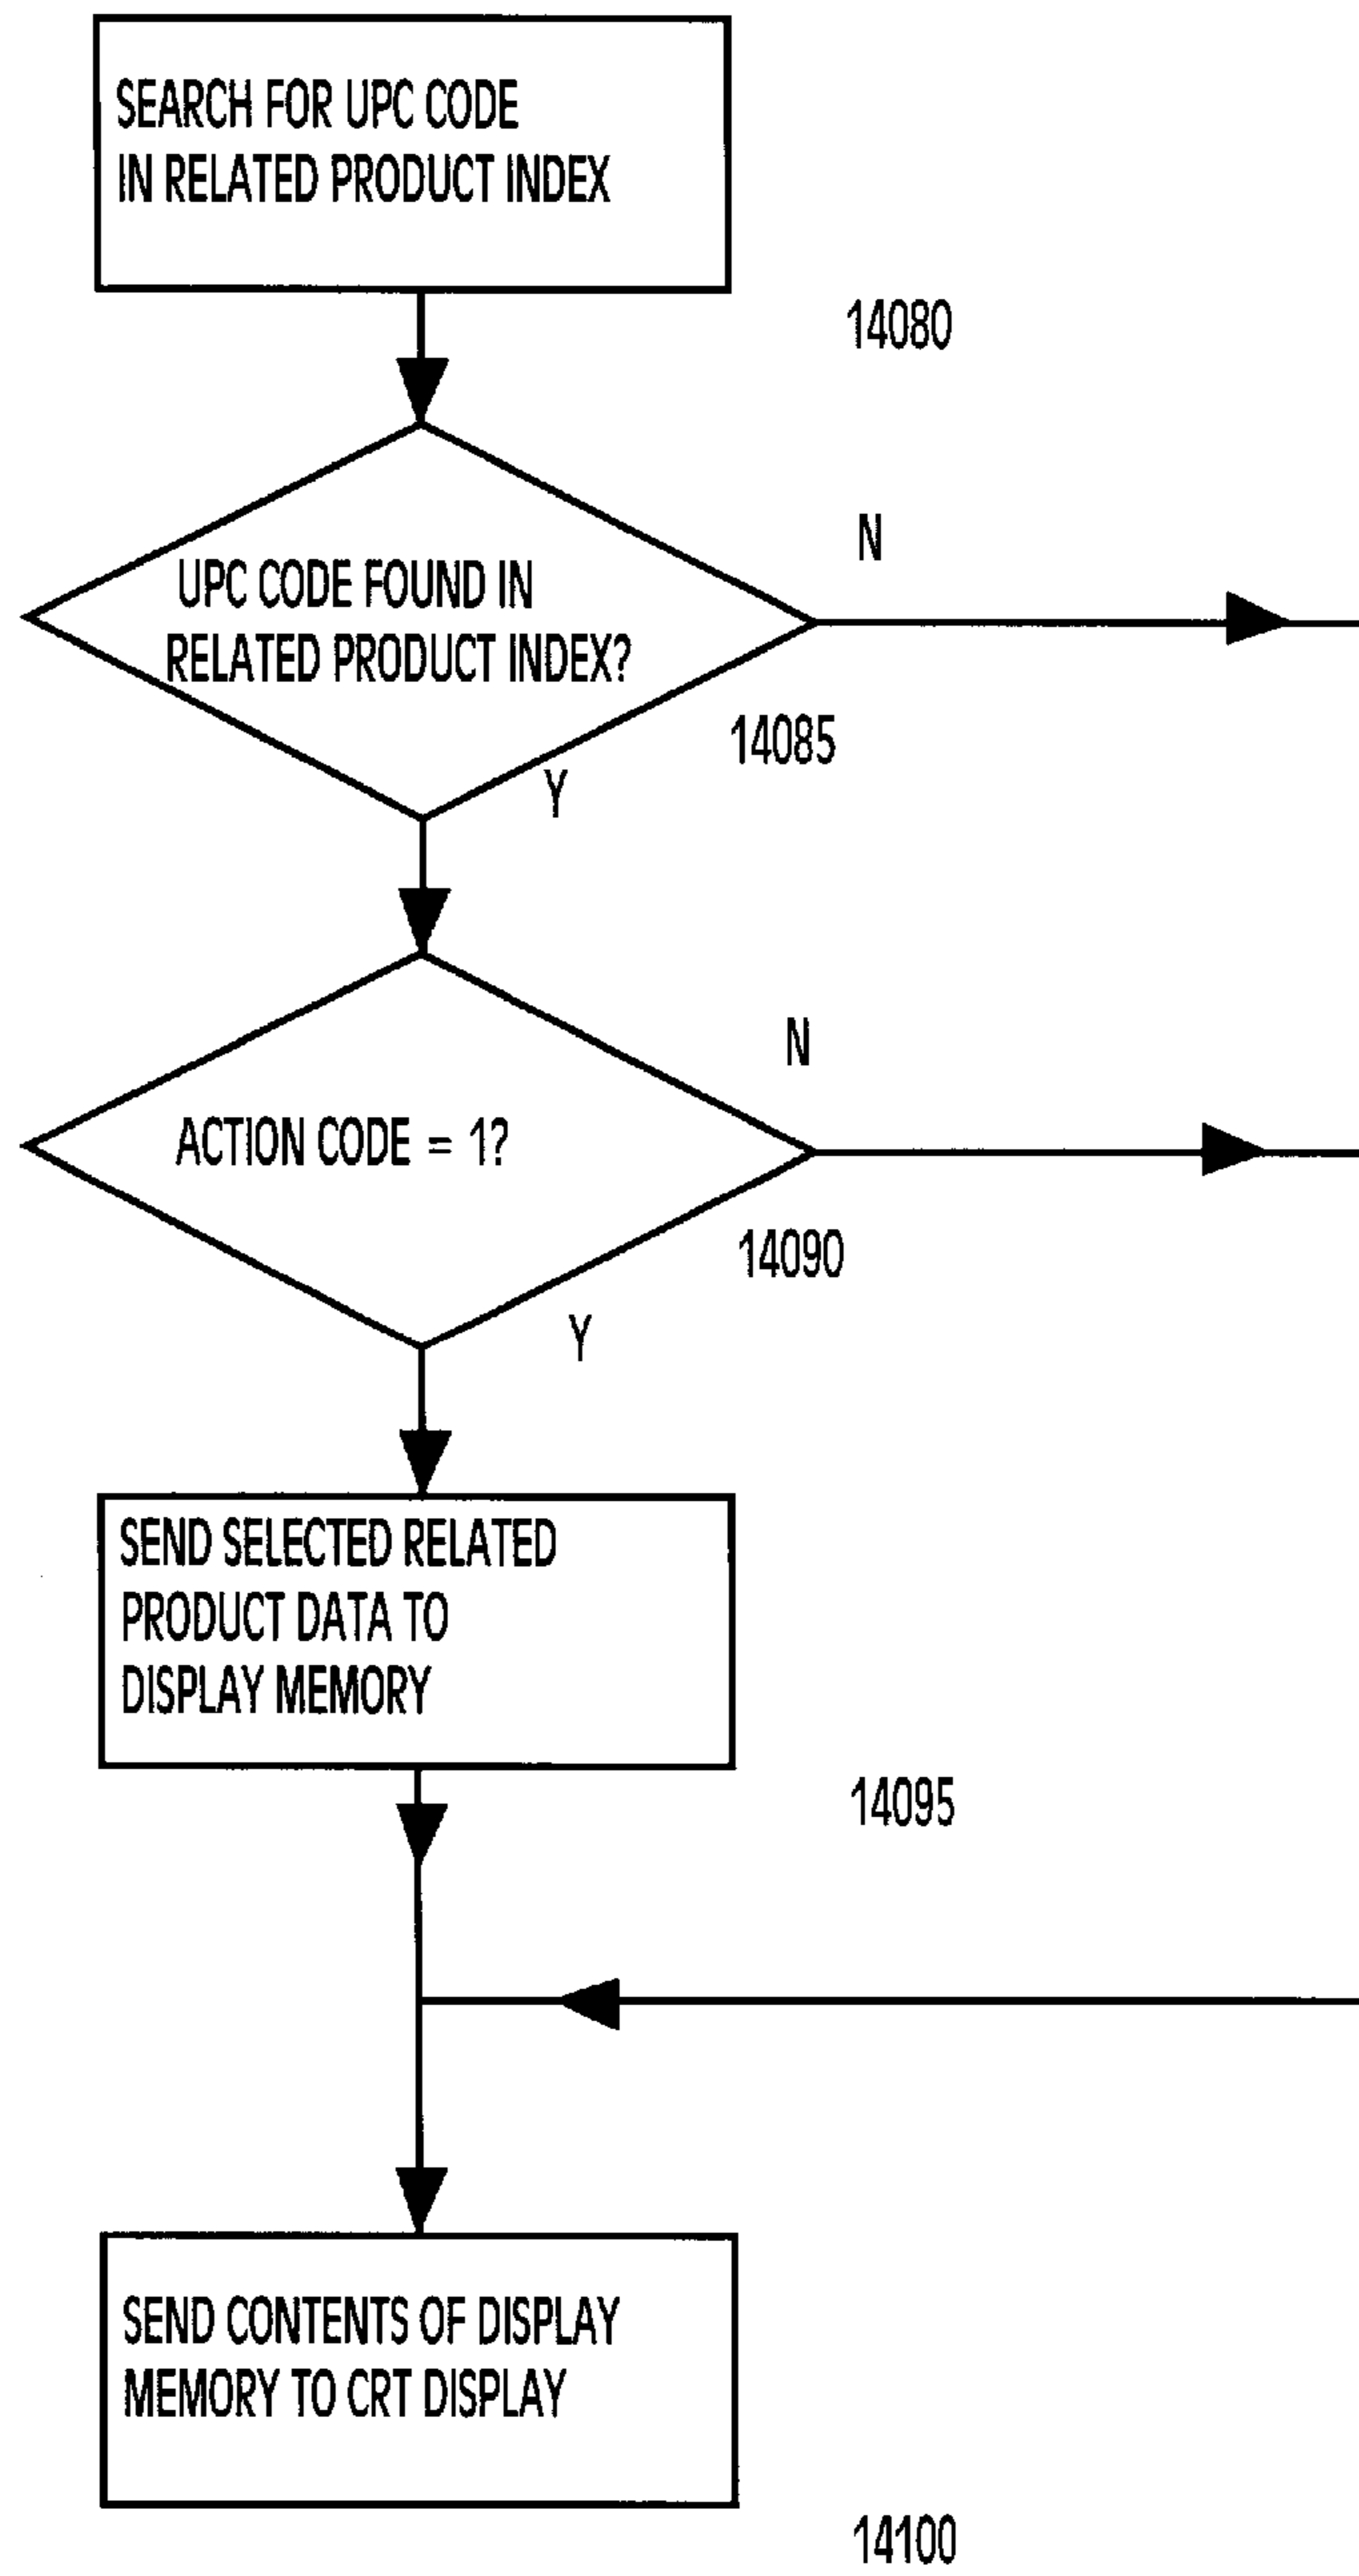 SEARCH FOR UPC CODE
IN RELATED PRODUCT INDEX
14080
N
UPC CODE FOUND IN
RELATED PRODUCT INDEX?
14085
Y
N
ACTION CODE = 1?
14090
Y
SEND SELECTED RELATED
PRODUCT DATA TO
DISPLAY MEMORY
14095
SEND CONTENTS OF DISPLAY
MEMORY TO CRT DISPLAY
14100